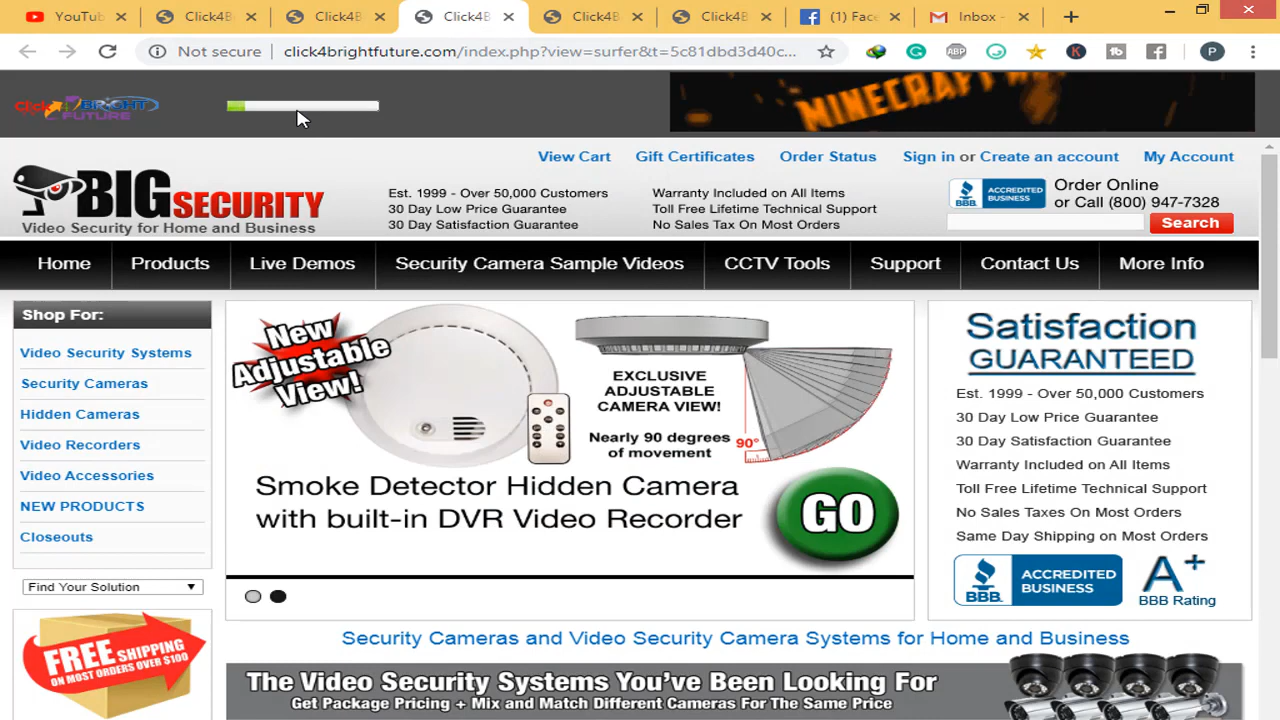 YouTub
Click4B
Click4B
Click4B
Click4B
Click4B
(1) Face
Inbox -
Not secure
click4brightfuture.com/index.php?view=surfer&t=5c81dbd3d40c...
ABP
K
P
click 4 BRIGHT
FUTURE
MINECRAFT
View Cart
Gift Certificates
Order Status
Sign in or Create an account
My Account
BIG SECURITY
Video Security for Home and Business
Est. 1999 - Over 50,000 Customers
30 Day Low Price Guarantee
30 Day Satisfaction Guarantee
Warranty Included on All Items
Toll Free Lifetime Technical Support
No Sales Tax On Most Orders
BBB.
ACCREDITED
BUSINESS
Order Online
or Call (800) 947-7328
Search
Home
Products
Live Demos
Security Camera Sample Videos
CCTV Tools
Support
Contact Us
More Info
Shop For:
Video Security Systems
Security Cameras
Hidden Cameras
Video Recorders
Video Accessories
NEW PRODUCTS
Closeouts
Find Your Solution
FREE SHIPPING
ON MOST ORDERS OVER $100
New
Adjustable
View!
EXCLUSIVE
ADJUSTABLE
CAMERA VIEW!
Nearly 90 degrees
of movement
90°
Smoke Detector Hidden Camera
with built-in DVR Video Recorder
GO
Satisfaction
GUARANTEED
Est. 1999 - Over 50,000 Customers
30 Day Low Price Guarantee
30 Day Satisfaction Guarantee
Warranty Included on All Items
Toll Free Lifetime Technical Support
No Sales Taxes On Most Orders
Same Day Shipping on Most Orders
BBB.
ACCREDITED
BUSINESS
A+
BBB Rating
Security Cameras and Video Security Camera Systems for Home and Business
The Video Security Systems You've Been Looking For
Get Package Pricing + Mix and Match Different Cameras For The Same Price